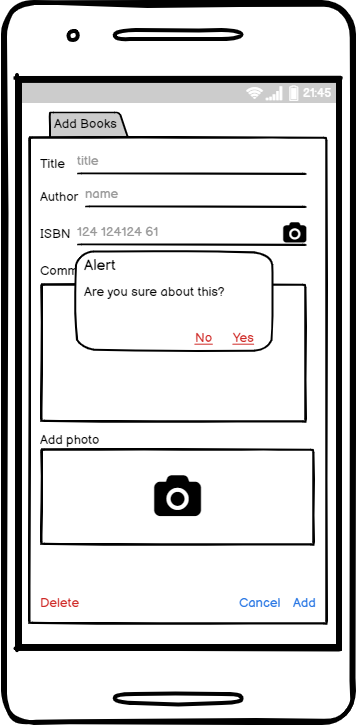 21:45
Add Books
Title title
Author name
ISBN 124 124124 61
Comm
Alert
Are you sure about this?
No Yes
Add photo
Delete Cancel Add